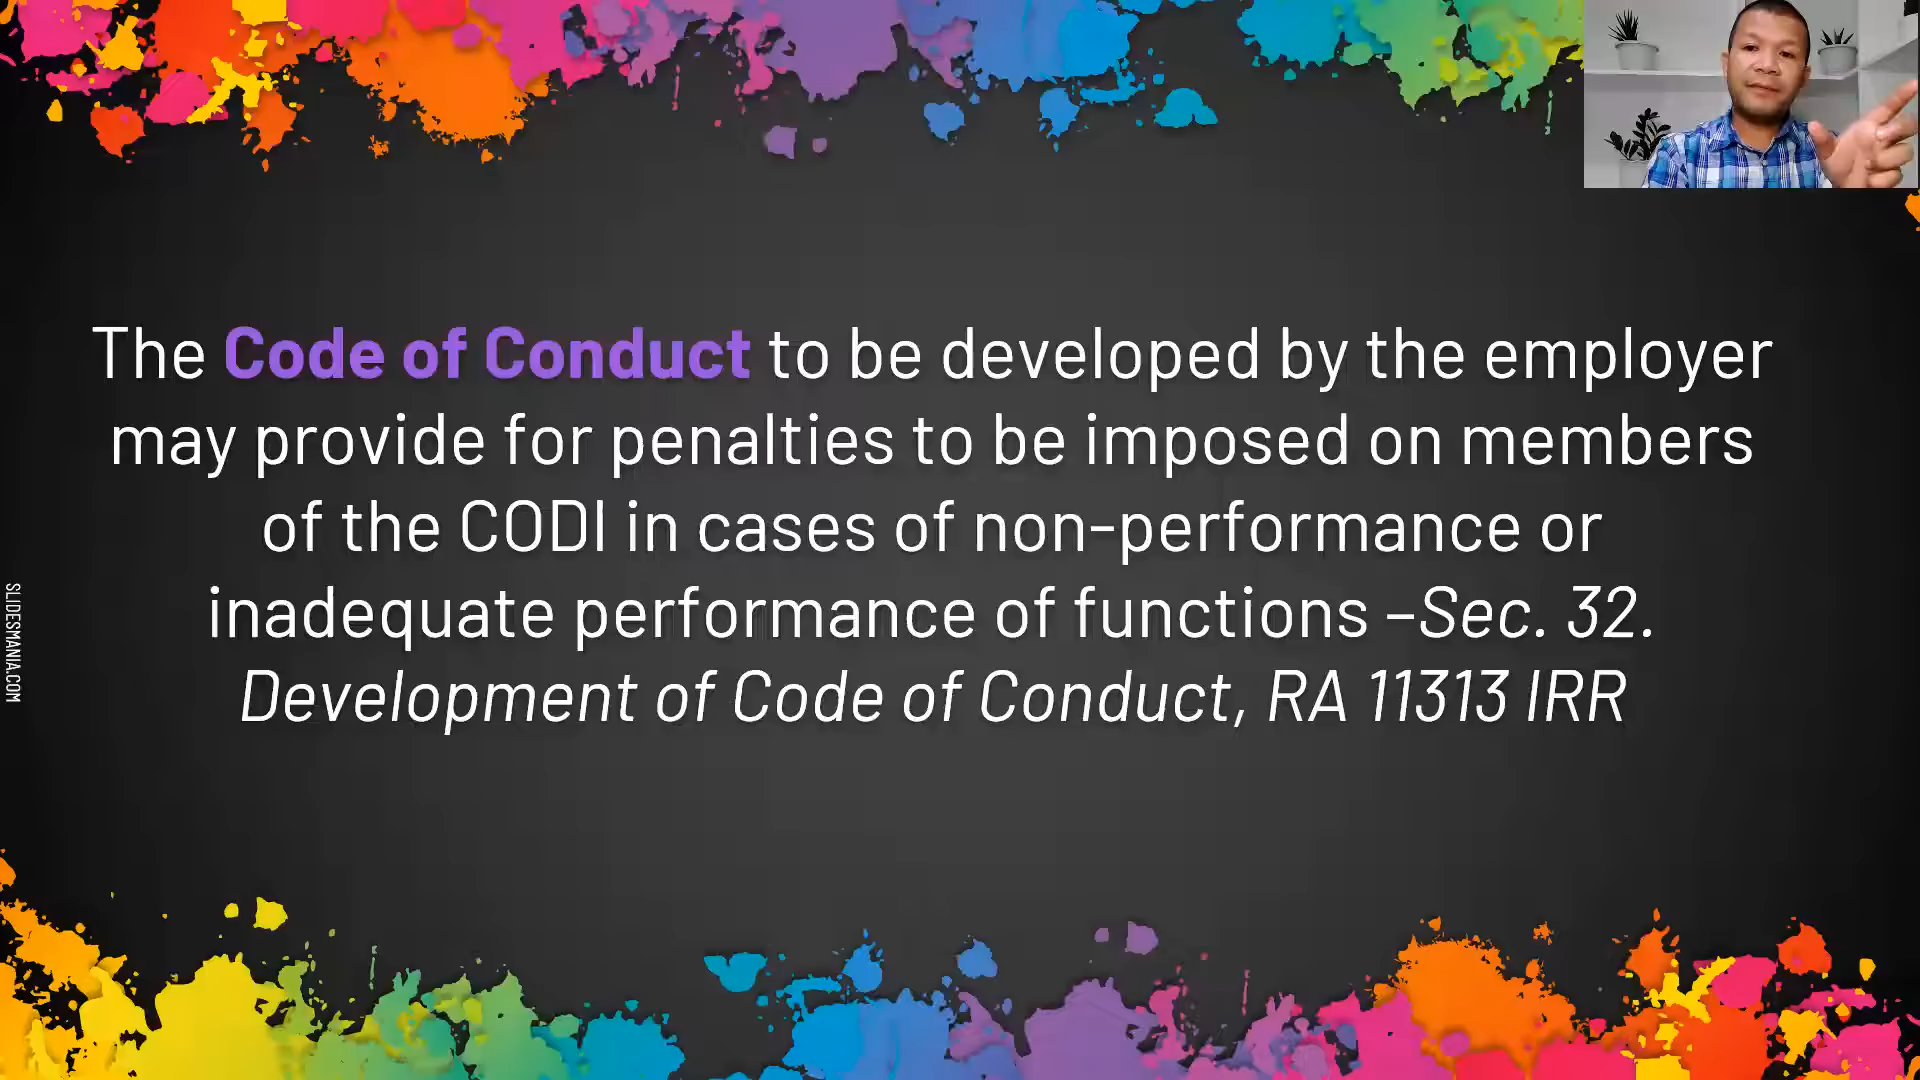 The Code of Conduct to be developed by the employer
may provide for penalties to be imposed on members
of the CODI in cases of non-performance or
inadequate performance of functions –Sec. 32.
Development of Code of Conduct, RA 11313 IRR
SLIDESMANIA.COM